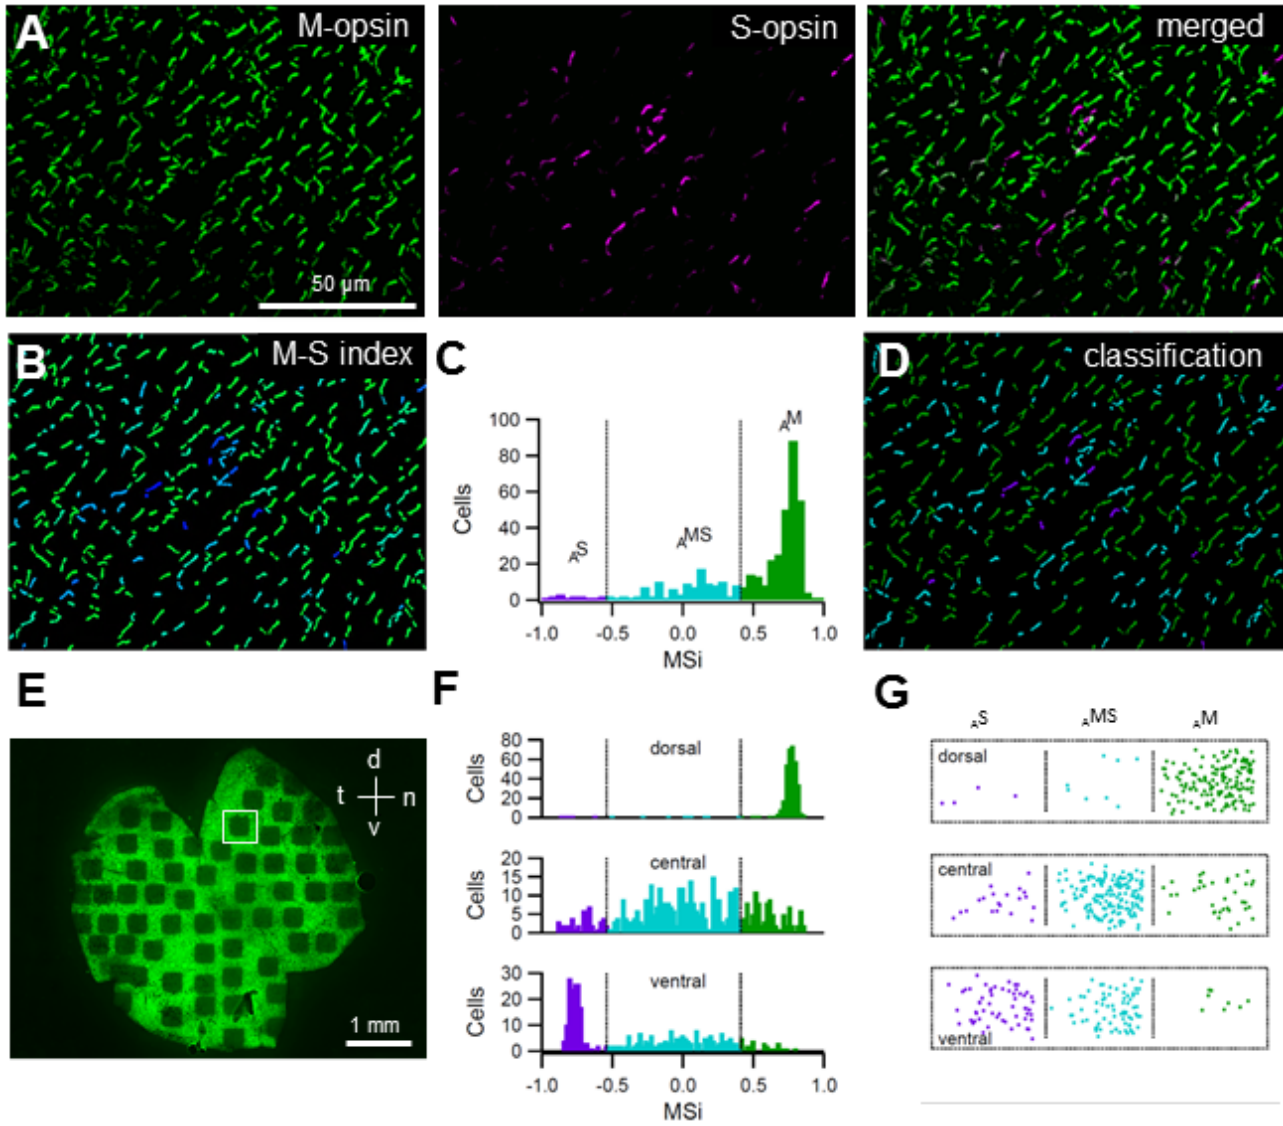 A M-opsin
S-opsin
merged
50 µm
B M-S index
C
D classification
100
80
60
40
20
0
Cells
AS
AMS
AM
-1.0 -0.5 0.0 0.5 1.0
MSi
E
d
t n
v
1 mm
F
80
60
40
20
0
Cells
dorsal
20
15
10
5
0
Cells
central
30
20
10
0
Cells
ventral
-1.0 -0.5 0.0 0.5 1.0
MSi
G
AS AMS AM
dorsal
central
ventral